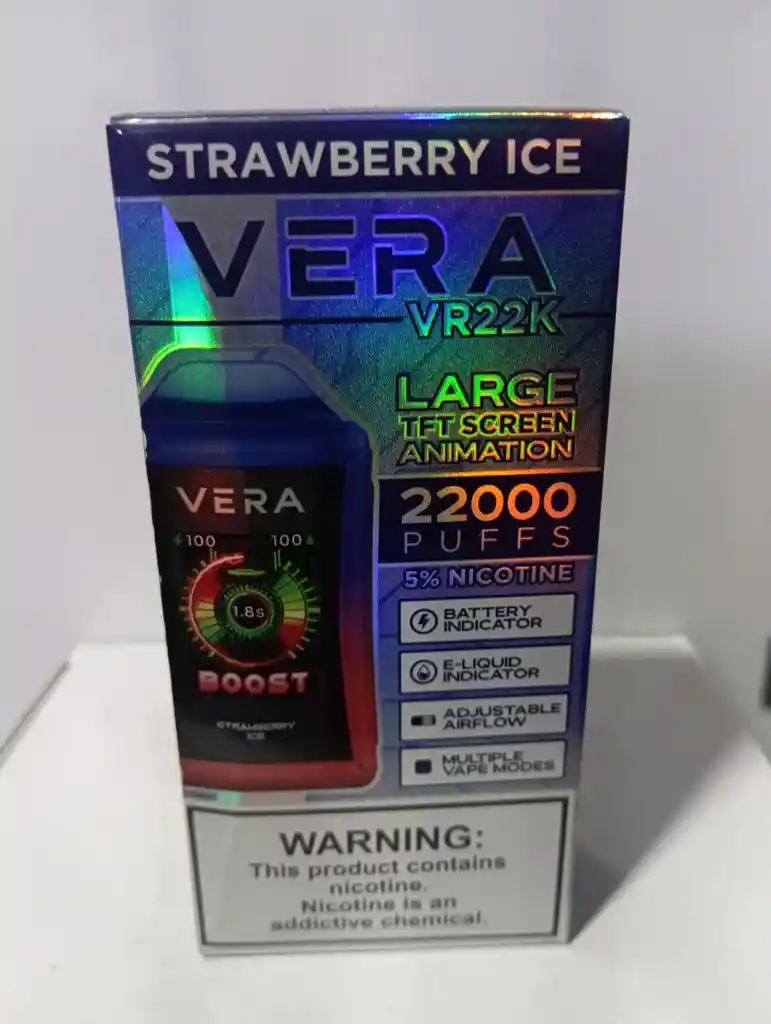 STRAWBERRY ICE
VERA
VR22K
LARGE
TFT SCREEN
ANIMATION
22000
PUFFS
5% NICOTINE
BATTERY
INDICATOR
E-LIQUID
INDICATOR
ADJUSTABLE
AIRFLOW
MULTIPLE
VAPE MODES
VERA
100 100
1.8s
BOOST
STRAWBERRY
ICE
WARNING:
This product contains
nicotine.
Nicotine is an
addictive chemical.